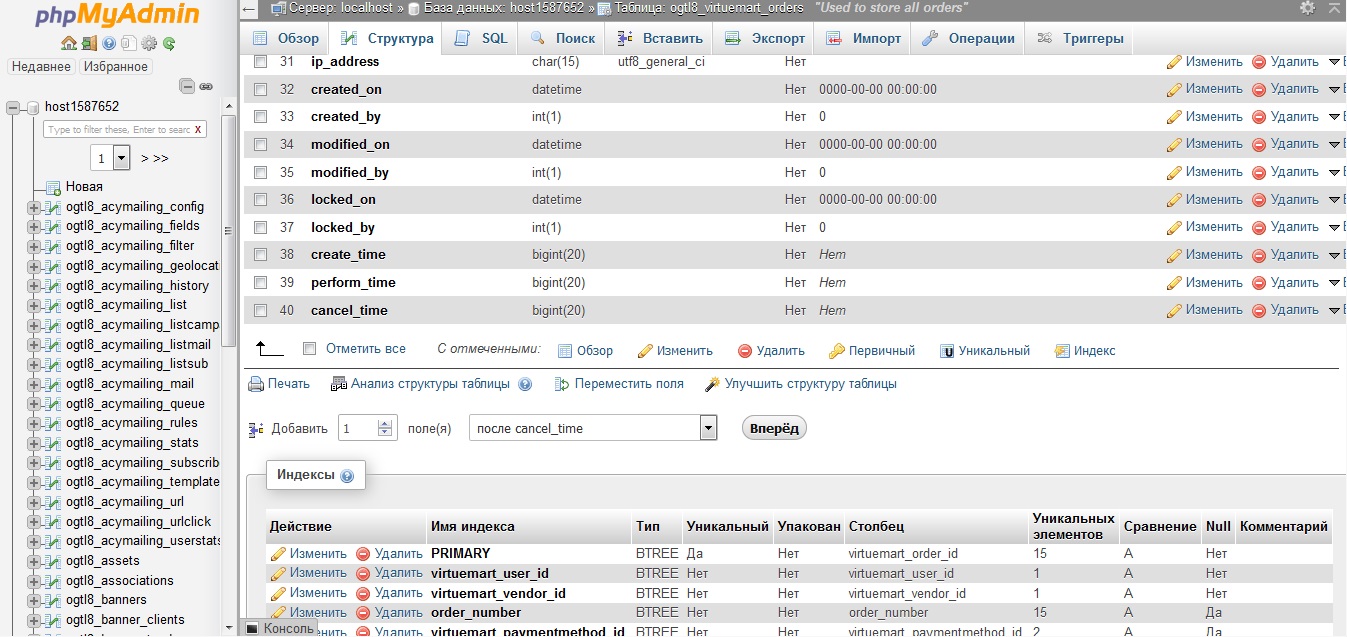 phpMyAdmin
Недавнее Избранное
host1587652
Type to filter these, Enter to searc X
1 > >>
Новая
ogtl8_acymailing_config
ogtl8_acymailing_fields
ogtl8_acymailing_filter
ogtl8_acymailing_geolocat
ogtl8_acymailing_history
ogtl8_acymailing_list
ogtl8_acymailing_listcamp
ogtl8_acymailing_listmail
ogtl8_acymailing_listsub
ogtl8_acymailing_mail
ogtl8_acymailing_queue
ogtl8_acymailing_rules
ogtl8_acymailing_stats
ogtl8_acymailing_subscrib
ogtl8_acymailing_template
ogtl8_acymailing_url
ogtl8_acymailing_urlclick
ogtl8_acymailing_userstats
ogtl8_assets
ogtl8_associations
ogtl8_banners
ogtl8_banner_clients
Сервер: localhost » База данных: host1587652 » Таблица: ogtl8_virtuemart_orders "Used to store all orders"
Обзор Структура SQL Поиск Вставить Экспорт Импорт Операции Триггеры
31 ip_address char(15) utf8_general_ci Нет Изменить Удалить
32 created_on datetime Нет 0000-00-00 00:00:00 Изменить Удалить
33 created_by int(1) Нет 0 Изменить Удалить
34 modified_on datetime Нет 0000-00-00 00:00:00 Изменить Удалить
35 modified_by int(1) Нет 0 Изменить Удалить
36 locked_on datetime Нет 0000-00-00 00:00:00 Изменить Удалить
37 locked_by int(1) Нет 0 Изменить Удалить
38 create_time bigint(20) Нет Нет Изменить Удалить
39 perform_time bigint(20) Нет Нет Изменить Удалить
40 cancel_time bigint(20) Нет Нет Изменить Удалить
Отметить все С отмеченными: Обзор Изменить Удалить Первичный Уникальный Индекс
Печать Анализ структуры таблицы Переместить поля Улучшить структуру таблицы
Добавить 1 поле(я) после cancel_time Вперёд
Индексы
Действие Имя индекса Тип Уникальный Упакован Столбец Уникальных элементов Сравнение Null Комментарий
Изменить Удалить PRIMARY BTREE Да Нет virtuemart_order_id 15 A Нет
Изменить Удалить virtuemart_user_id BTREE Нет Нет virtuemart_user_id 1 A Нет
Изменить Удалить virtuemart_vendor_id BTREE Нет Нет virtuemart_vendor_id 1 A Нет
Изменить Удалить order_number BTREE Нет Нет order_number 15 A Да
Удалить virtuemart_paymentmethod_id BTREE Нет Нет virtuemart_paymentmethod_id 2 A Да
Консоль